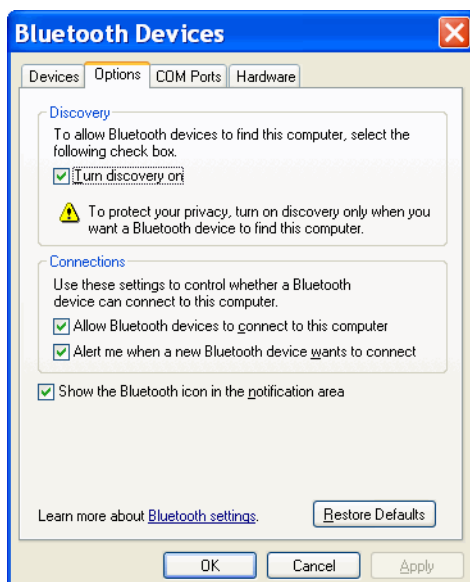 Bluetooth Devices
Devices Options COM Ports Hardware
Discovery
To allow Bluetooth devices to find this computer, select the
following check box.
Turn discovery on
To protect your privacy, turn on discovery only when you
want a Bluetooth device to find this computer.
Connections
Use these settings to control whether a Bluetooth
device can connect to this computer.
Allow Bluetooth devices to connect to this computer
Alert me when a new Bluetooth device wants to connect
Show the Bluetooth icon in the notification area
Learn more about Bluetooth settings. Restore Defaults
OK Cancel Apply